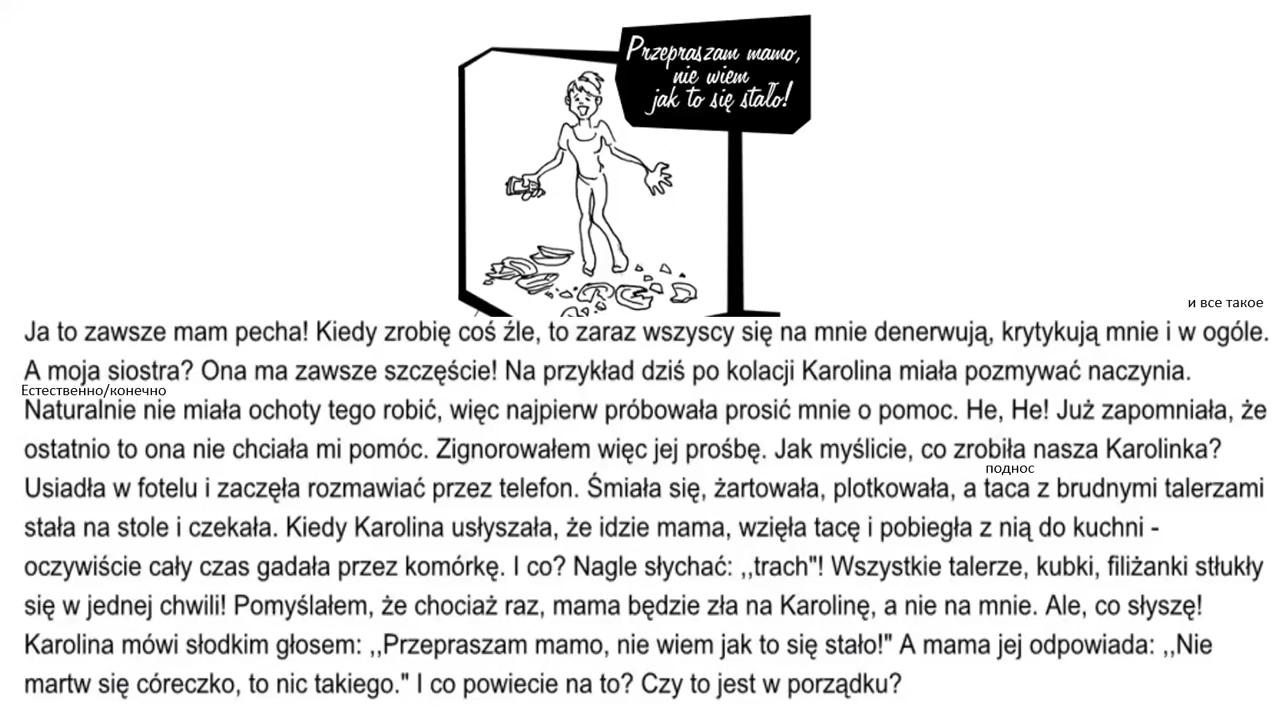 Przepraszam mamo,
nie wiem
jak to się stało!
и все такое
Ja to zawsze mam pecha! Kiedy zrobię coś źle, to zaraz wszyscy się na mnie denerwują, krytykują mnie i w ogóle.
A moja siostra? Ona ma zawsze szczęście! Na przykład dziś po kolacji Karolina miała pozmywać naczynia.
Естественно/конечно
Naturalnie nie miała ochoty tego robić, więc najpierw próbowała prosić mnie o pomoc. He, He! Już zapomniała, że
ostatnio to ona nie chciała mi pomóc. Zignorowałem więc jej prośbę. Jak myślicie, co zrobiła nasza Karolinka?
поднос
Usiadła w fotelu i zaczęła rozmawiać przez telefon. Śmiała się, żartowała, plotkowała, a taca z brudnymi talerzami
stała na stole i czekała. Kiedy Karolina usłyszała, że idzie mama, wzięła tacę i pobiegła z nią do kuchni -
oczywiście cały czas gadała przez komórkę. I co? Nagle słychać: ,,trach"! Wszystkie talerze, kubki, filiżanki stłukły
się w jednej chwili! Pomyślałem, że chociaż raz, mama będzie zła na Karolinę, a nie na mnie. Ale, co słyszę!
Karolina mówi słodkim głosem: ,,Przepraszam mamo, nie wiem jak to się stało!" A mama jej odpowiada: ,,Nie
martw się córeczko, to nic takiego." I co powiecie na to? Czy to jest w porządku?